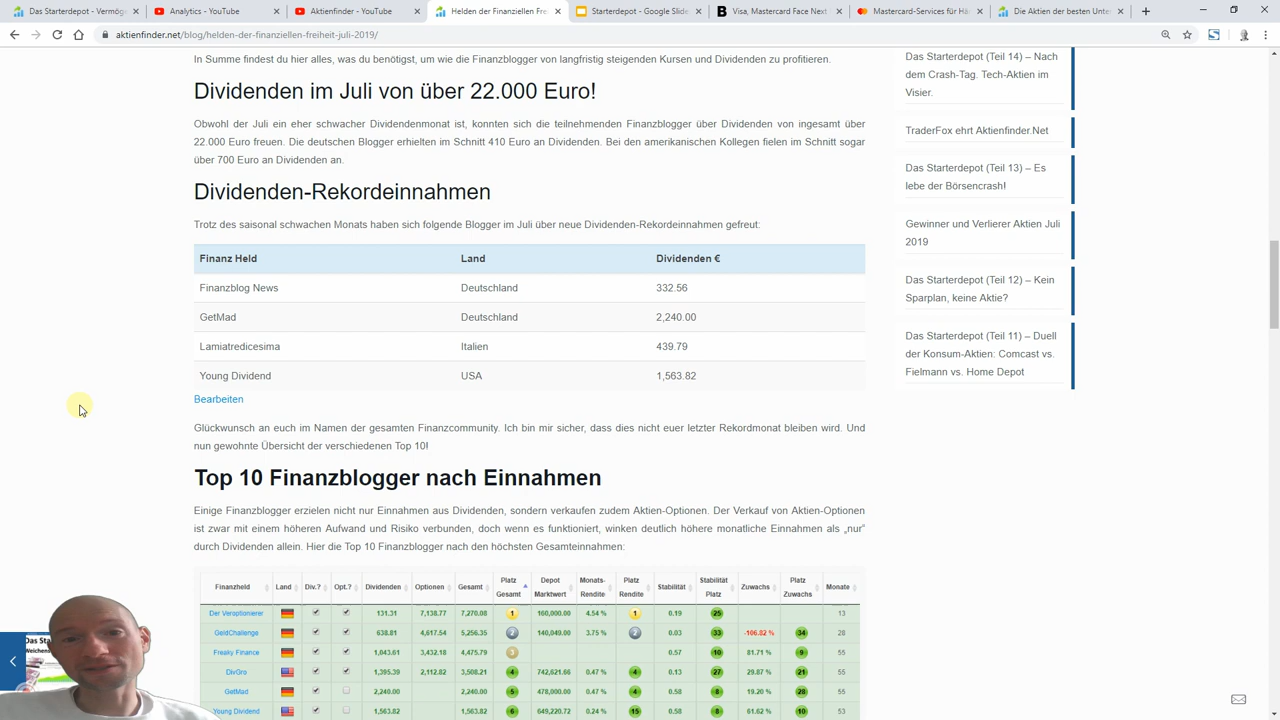 Das Starterdepot - Vermög
Analytics - YouTube
Aktienfinder - YouTube
Helden der Finanziellen Fre
Starterdepot - Google Slide
Visa, Mastercard Face Next
Mastercard-Services für Hä
Die Aktien der besten Unte
aktienfinder.net/blog/helden-der-finanziellen-freiheit-juli-2019/
In Summe findest du hier alles, was du benötigst, um wie die Finanzblogger von langfristig steigenden Kursen und Dividenden zu profitieren.
Dividenden im Juli von über 22.000 Euro!
Obwohl der Juli ein eher schwacher Dividendenmonat ist, konnten sich die teilnehmenden Finanzblogger über Dividenden von ingesamt über
22.000 Euro freuen. Die deutschen Blogger erhielten im Schnitt 410 Euro an Dividenden. Bei den amerikanischen Kollegen fielen im Schnitt sogar
über 700 Euro an Dividenden an.
Dividenden-Rekordeinnahmen
Trotz des saisonal schwachen Monats haben sich folgende Blogger im Juli über neue Dividenden-Rekordeinnahmen gefreut:
Finanz Held Land Dividenden €
Finanzblog News Deutschland 332.56
GetMad Deutschland 2,240.00
Lamiatredicesima Italien 439.79
Young Dividend USA 1,563.82
Bearbeiten
Glückwunsch an euch im Namen der gesamten Finanzcommunity. Ich bin mir sicher, dass dies nicht euer letzter Rekordmonat bleiben wird. Und
nun gewohnte Übersicht der verschiedenen Top 10!
Top 10 Finanzblogger nach Einnahmen
Einige Finanzblogger erzielen nicht nur Einnahmen aus Dividenden, sondern verkaufen zudem Aktien-Optionen. Der Verkauf von Aktien-Optionen
ist zwar mit einem höheren Aufwand und Risiko verbunden, doch wenn es funktioniert, winken deutlich höhere monatliche Einnahmen als „nur"
durch Dividenden allein. Hier die Top 10 Finanzblogger nach den höchsten Gesamteinnahmen:
Finanzheld Land Div.? Opt.? Dividenden Optionen Gesamt Platz Gesamt Depot Marktwert Monats-Rendite Platz Rendite Stabilität Stabilität Platz Zuwachs Platz Zuwachs Monate
Der Veroptionierer 131.31 7,138.77 7,270.08 1 160,000.00 4.54 % 1 0.19 25 13
GeldChallenge 638.81 4,617.54 5,256.35 2 140,049.00 3.75 % 2 0.03 33 -106.82 % 34 28
Freaky Finance 1,043.61 3,432.18 4,475.79 3 0.57 10 81.71 % 9 55
DivGro 1,395.39 2,112.82 3,508.21 4 742,621.66 0.47 % 4 0.13 27 29.87 % 21 55
GetMad 2,240.00 2,240.00 5 478,000.00 0.47 % 4 0.58 8 19.20 % 28 55
Young Dividend 1,563.82 1,563.82 6 649,220.72 0.24 % 15 0.58 8 61.62 % 10 53
Das Starterdepot (Teil 14) – Nach
dem Crash-Tag. Tech-Aktien im
Visier.
TraderFox ehrt Aktienfinder.Net
Das Starterdepot (Teil 13) – Es
lebe der Börsencrash!
Gewinner und Verlierer Aktien Juli
2019
Das Starterdepot (Teil 12) – Kein
Sparplan, keine Aktie?
Das Starterdepot (Teil 11) – Duell
der Konsum-Aktien: Comcast vs.
Fielmann vs. Home Depot
Das Sta